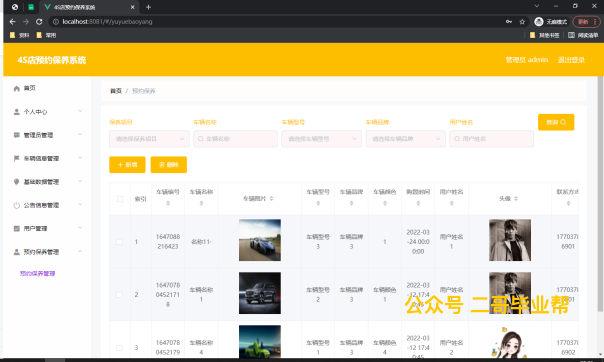 4S店预约保养系统
localhost:8081/#/yuyuebaoyang
无痕模式
更新
资料
常用
其他书签
阅读清单
4S店预约保养系统
管理员 admin
退出登录
首页
个人中心
管理员管理
车辆信息管理
基础数据管理
公告信息管理
用户管理
预约保养管理
预约保养管理
首页 / 预约保养
保养项目 车辆名称 车辆型号 车辆品牌 用户姓名
请选择保养项目 车辆名称 请选择车辆型号 请选择车辆品牌 用户姓名 查询
新增 删除
索引 车辆编号 车辆名称 车辆图片 车辆型号 车辆品牌 车辆颜色 购置时间 用户姓名 头像 联系方式
1 1647088216423 名称11· 车辆型号3 车辆品牌3 1 2022-03-24 00:00:00 用户姓名1 17703786901
2 16470780452171 8 车辆名称1 车辆型号2 车辆品牌3 2022-03-12 17:4 用户姓名 17703786901
3 1647078 0452179 车辆名称4 车辆型号1 车辆品牌3 车辆颜色4 2022-03-12 17:40:45 用户姓名2 1770378 6902
公众号 二哥毕业帮